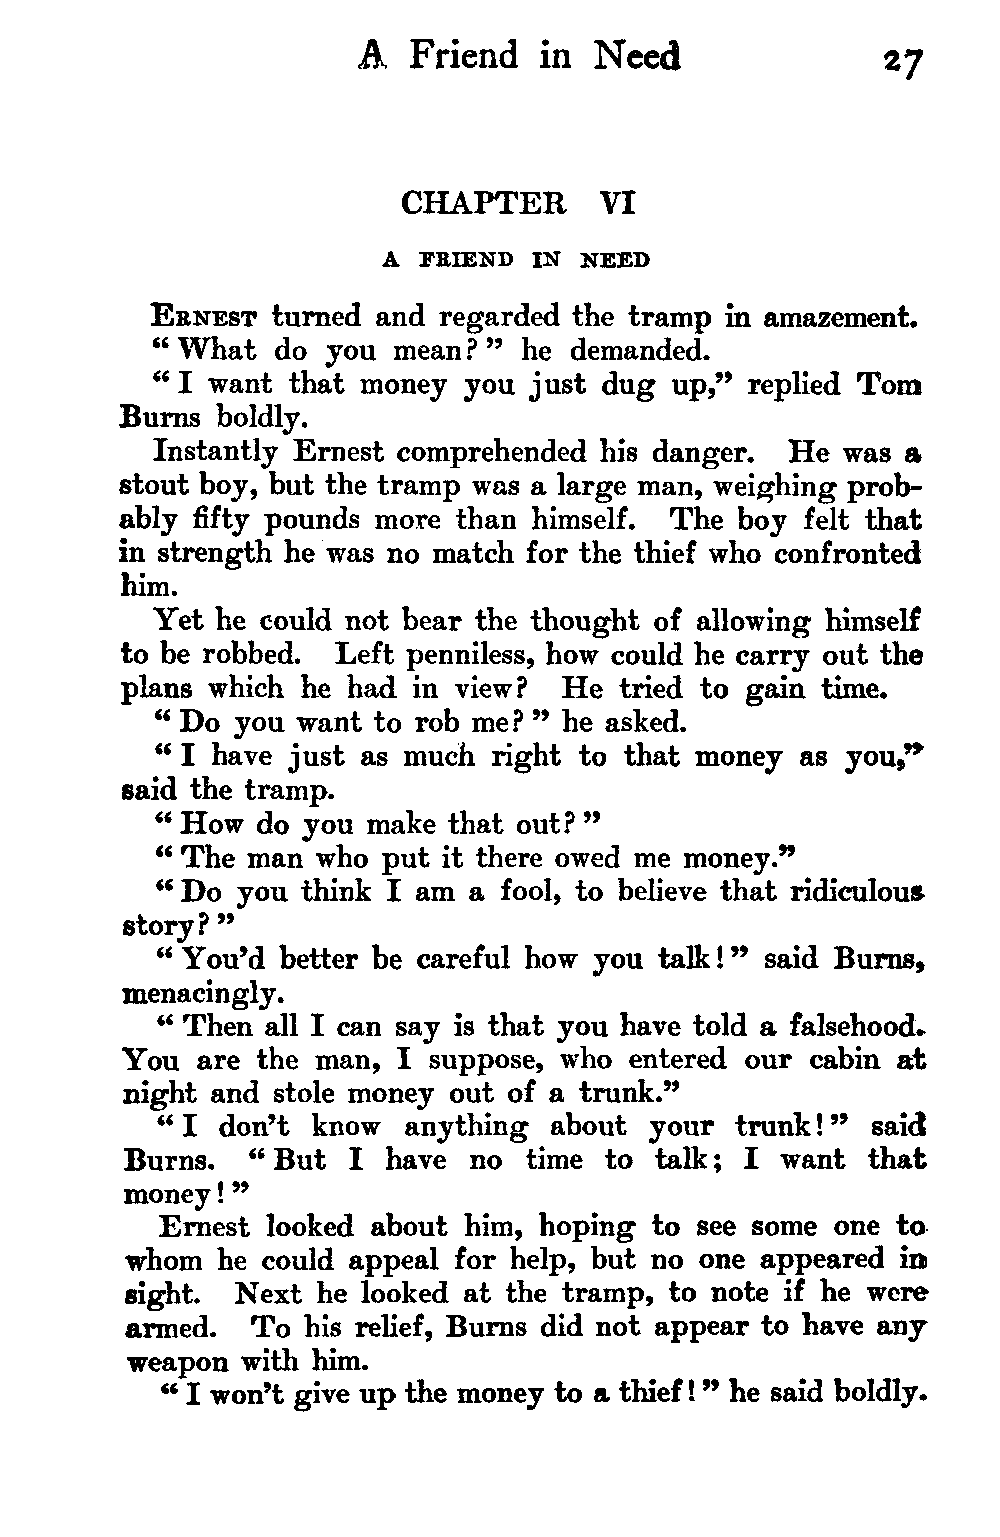 A Friend in Need 27
CHAPTER VI
A FRIEND IN NEED
ERNEST turned and regarded the tramp in amazement.
“ What do you mean? ” he demanded.
“ I want that money you just dug up,” replied Tom
Burns boldly.
Instantly Ernest comprehended his danger. He was a
stout boy, but the tramp was a large man, weighing prob-
ably fifty pounds more than himself. The boy felt that
in strength he was no match for the thief who confronted
him.
Yet he could not bear the thought of allowing himself
to be robbed. Left penniless, how could he carry out the
plans which he had in view? He tried to gain time.
“ Do you want to rob me? ” he asked.
“ I have just as much right to that money as you,”
said the tramp.
“ How do you make that out? ”
“ The man who put it there owed me money.”
“ Do you think I am a fool, to believe that ridiculous
story? ”
“ You’d better be careful how you talk! ” said Burns,
menacingly.
“ Then all I can say is that you have told a falsehood.
You are the man, I suppose, who entered our cabin at
night and stole money out of a trunk.”
“ I don’t know anything about your trunk! ” said
Burns. “ But I have no time to talk; I want that
money! ”
Ernest looked about him, hoping to see some one to
whom he could appeal for help, but no one appeared in
sight. Next he looked at the tramp, to note if he were
armed. To his relief, Burns did not appear to have any
weapon with him.
“ I won’t give up the money to a thief! ” he said boldly.